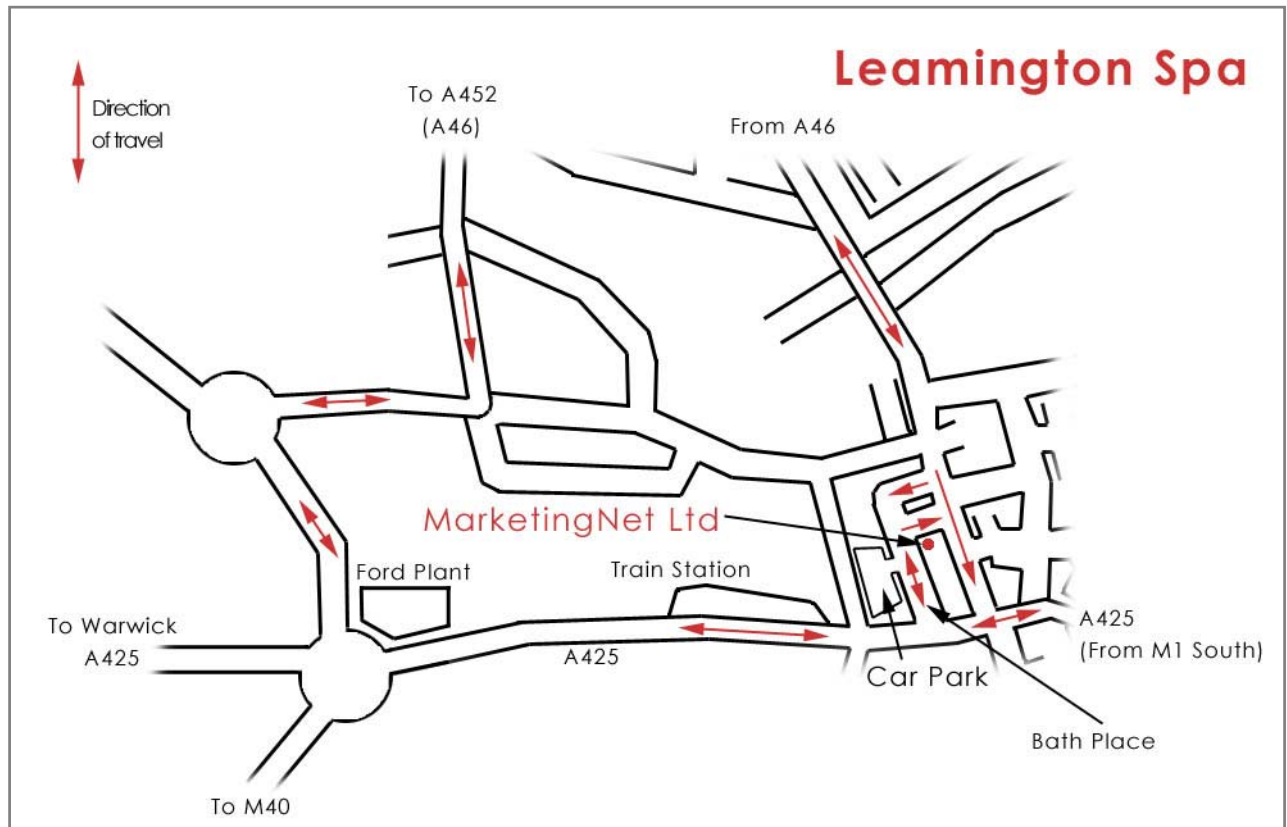 Leamington Spa
Direction
of travel
To A452
(A46)
From A46
MarketingNet Ltd
Ford Plant
Train Station
To Warwick
A425
A425
A425
(From M1 South)
Car Park
Bath Place
To M40